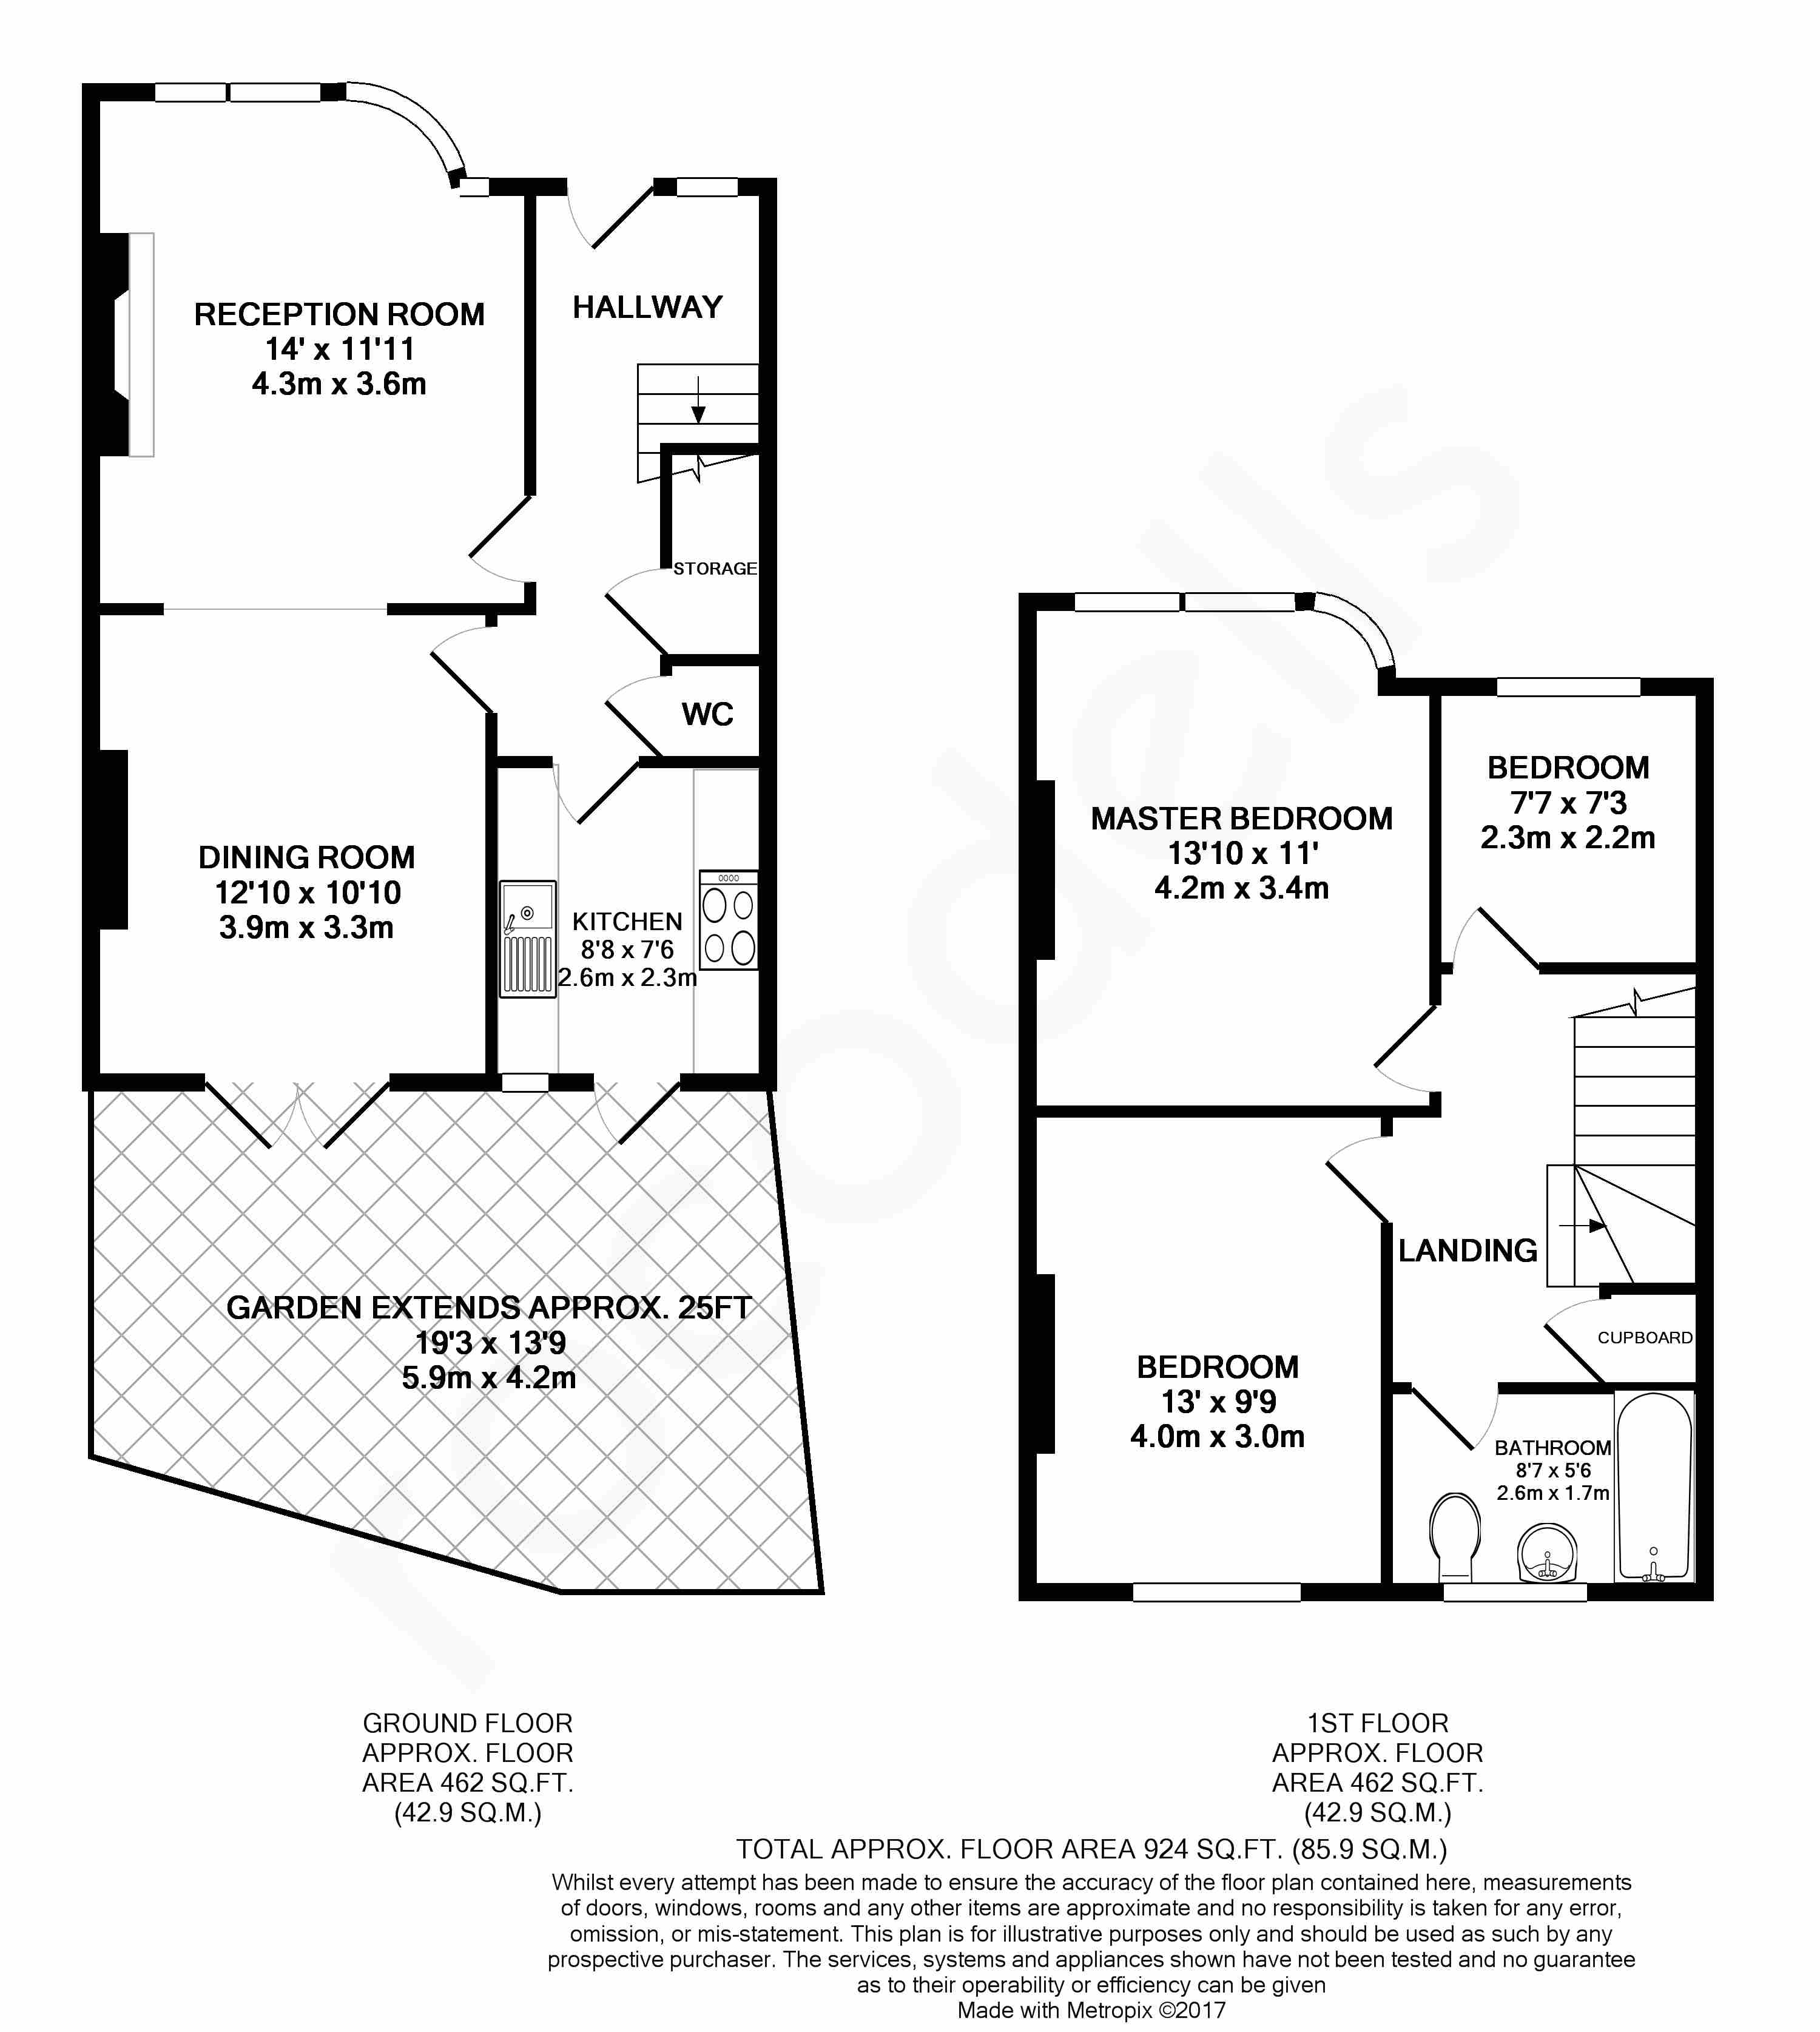 RECEPTION ROOM
14' x 11'11
4.3m x 3.6m
HALLWAY
STORAGE
WC
DINING ROOM
12'10 x 10'10
3.9m x 3.3m
KITCHEN
8'8 x 7'6
2.6m x 2.3m
GARDEN EXTENDS APPROX. 25FT
19'3 x 13'9
5.9m x 4.2m
MASTER BEDROOM
13'10 x 11'
4.2m x 3.4m
BEDROOM
7'7 x 7'3
2.3m x 2.2m
LANDING
CUPBOARD
BEDROOM
13' x 9'9
4.0m x 3.0m
BATHROOM
8'7 x 5'6
2.6m x 1.7m
GROUND FLOOR
APPROX. FLOOR
AREA 462 SQ.FT.
(42.9 SQ.M.)
1ST FLOOR
APPROX. FLOOR
AREA 462 SQ.FT.
(42.9 SQ.M.)
TOTAL APPROX. FLOOR AREA 924 SQ.FT. (85.9 SQ.M.)
Whilst every attempt has been made to ensure the accuracy of the floor plan contained here, measurements
of doors, windows, rooms and any other items are approximate and no responsibility is taken for any error,
omission, or mis-statement. This plan is for illustrative purposes only and should be used as such by any
prospective purchaser. The services, systems and appliances shown have not been tested and no guarantee
as to their operability or efficiency can be given
Made with Metropix ©2017